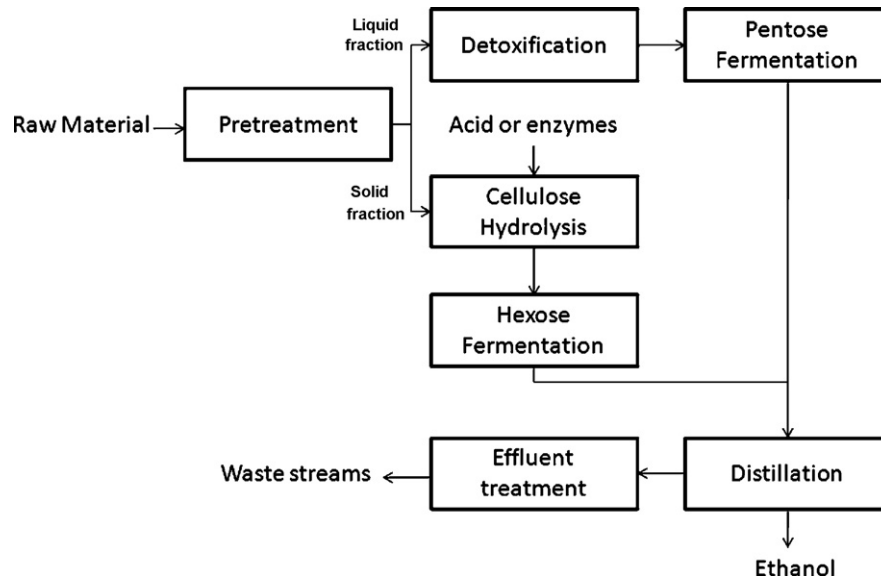 Liquid
fraction
Detoxification
Pentose
Fermentation
Raw Material
Pretreatment
Acid or enzymes
Solid
fraction
Cellulose
Hydrolysis
Hexose
Fermentation
Waste streams
Effluent
treatment
Distillation
Ethanol